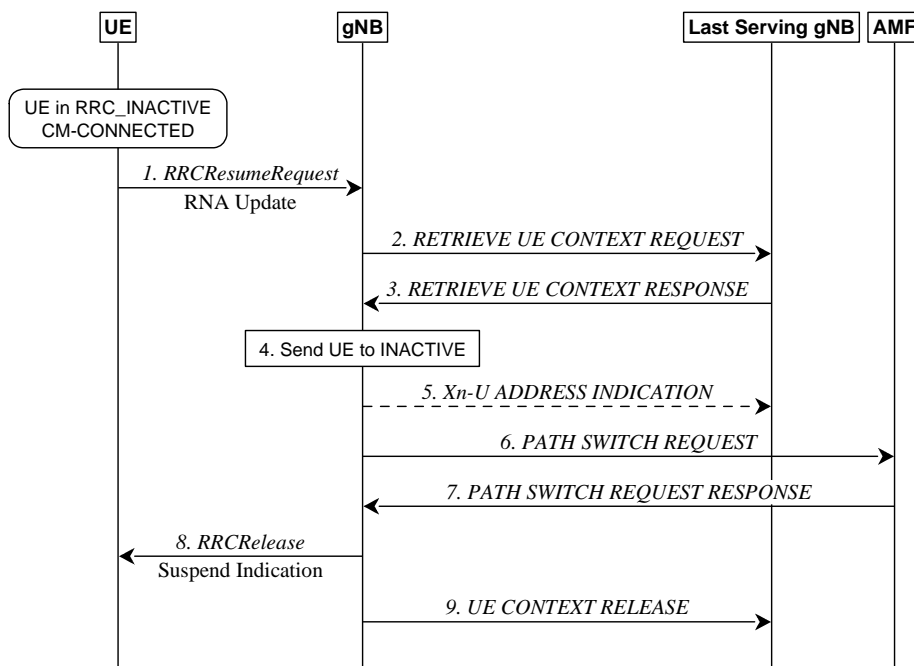 UE
gNB
Last Serving gNB
AMF
UE in RRC_INACTIVE
CM-CONNECTED
1. RRCResumeRequest
RNA Update
2. RETRIEVE UE CONTEXT REQUEST
3. RETRIEVE UE CONTEXT RESPONSE
4. Send UE to INACTIVE
5. Xn-U ADDRESS INDICATION
6. PATH SWITCH REQUEST
7. PATH SWITCH REQUEST RESPONSE
8. RRCRelease
Suspend Indication
9. UE CONTEXT RELEASE